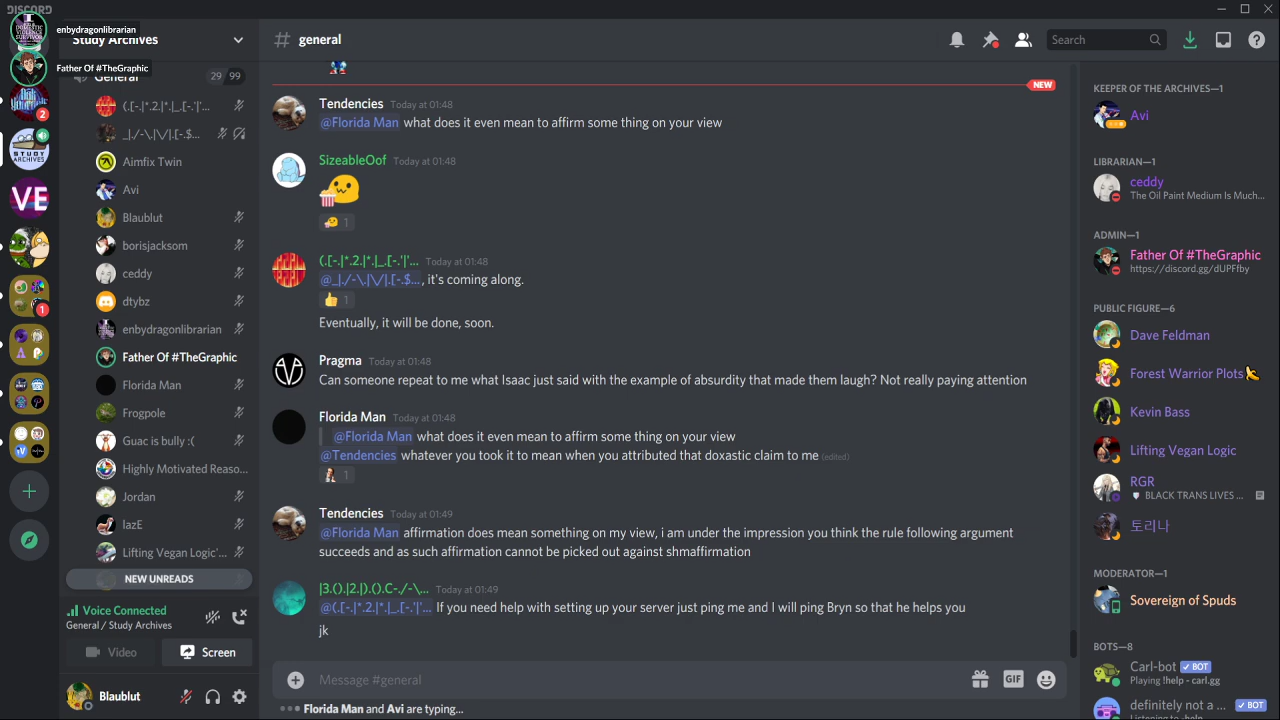 DISCORD
enbydragonlibrarian
Father Of #TheGraphic
Study Archives
General
29 99
(.[-.|*.2.|*.|_.[-.'|'...
_|./-\.|\/|.[-.$...
Aimfix Twin
Avi
Blaublut
borisjacksom
ceddy
dtybz
enbydragonlibrarian
Father Of #TheGraphic
Florida Man
Frogpole
Guac is bully :(
Highly Motivated Reaso...
Jordan
lazE
Lifting Vegan Logic'...
NEW UNREADS
Voice Connected
General / Study Archives
Video
Screen
Blaublut
2
STUDY
ARCHIVES
VE
1
# general
Search
NEW
Tendencies Today at 01:48
@Florida Man what does it even mean to affirm some thing on your view
SizeableOof Today at 01:48
1
(.[-.|*.2.|*.|_.[-.'|'... Today at 01:48
@_|./-\.|\/|.[-.$..., it's coming along.
1
Eventually, it will be done, soon.
Pragma Today at 01:48
Can someone repeat to me what Isaac just said with the example of absurdity that made them laugh? Not really paying attention
Florida Man Today at 01:48
@Florida Man what does it even mean to affirm some thing on your view
@Tendencies whatever you took it to mean when you attributed that doxastic claim to me (edited)
1
Tendencies Today at 01:49
@Florida Man affirmation does mean something on my view, i am under the impression you think the rule following argument
succeeds and as such affirmation cannot be picked out against shmaffirmation
|3.().|2.|).().C-./-\... Today at 01:49
@(.[-.|*.2.|*.|_.[-.'|'... If you need help with setting up your server just ping me and I will ping Bryn so that he helps you
jk
Message #general
GIF
Florida Man and Avi are typing...
KEEPER OF THE ARCHIVES—1
Avi
LIBRARIAN—1
ceddy
The Oil Paint Medium Is Much...
ADMIN—1
Father Of #TheGraphic
https://discord.gg/dUPFfby
PUBLIC FIGURE—6
Dave Feldman
Forest Warrior Plots
Kevin Bass
Lifting Vegan Logic
RGR
BLACK TRANS LIVES ...
토리나
MODERATOR—1
Sovereign of Spuds
BOTS—8
Carl-bot BOT
Playing !help - carl.gg
definitely not a ... BOT
Listening to -help